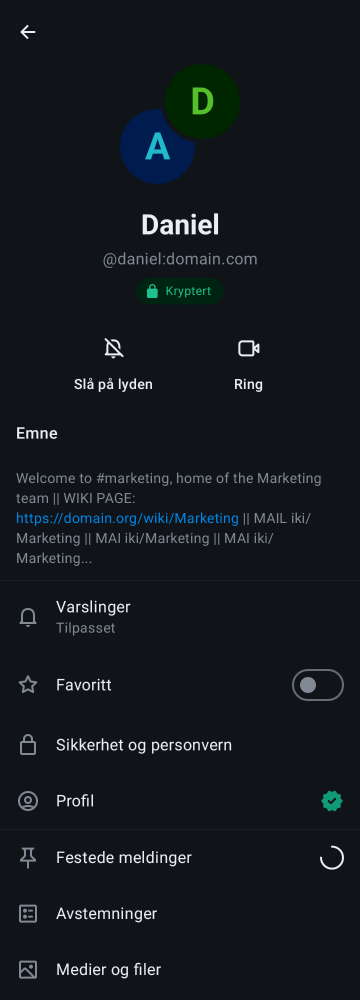 D
A
Daniel
@daniel:domain.com
Kryptert
Slå på lyden
Ring
Emne
Welcome to #marketing, home of the Marketing
team || WIKI PAGE:
https://domain.org/wiki/Marketing || MAIL iki/
Marketing || MAI iki/Marketing || MAI iki/
Marketing...
Varslinger
Tilpasset
Favoritt
Sikkerhet og personvern
Profil
Festede meldinger
Avstemninger
Medier og filer